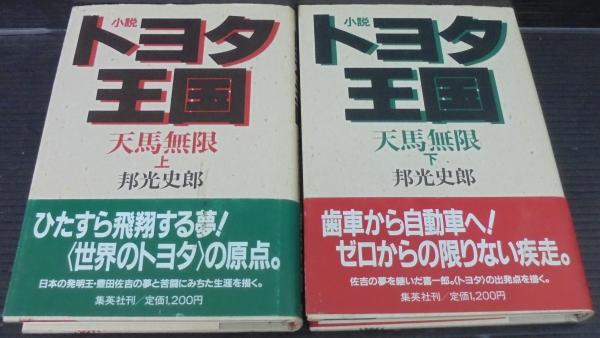 小説
トヨタ
王国
天馬無限
上
邦光史郎
ひたすら飛翔する夢!
〈世界のトヨタ〉の原点。
日本の発明王・豊田佐吉の夢と苦闘にみちた生涯を描く。
集英社刊/定価1,200円
小説
トヨタ
王国
天馬無限
下
邦光史郎
歯車から自動車へ!
ゼロからの限りない疾走。
佐吉の夢を継いだ喜一郎。〈トヨタ〉の出発点を描く。
集英社刊/定価1,200円